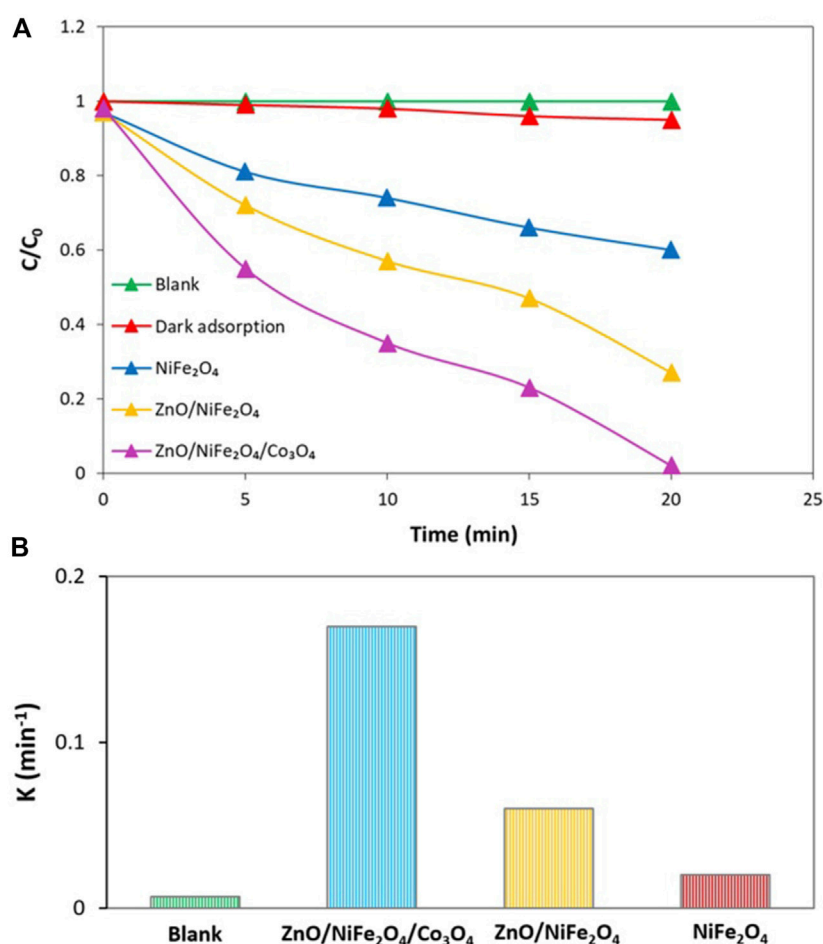 A
1.2
1
0.8
0.6
0.4
0.2
0
C/C₀
Blank
Dark adsorption
NiFe₂O₄
ZnO/NiFe₂O₄
ZnO/NiFe₂O₄/Co₃O₄
0 5 10 15 20 25
Time (min)
B
0.2
0.1
0
K (min⁻¹)
Blank ZnO/NiFe₂O₄/Co₃O₄ ZnO/NiFe₂O₄ NiFe₂O₄